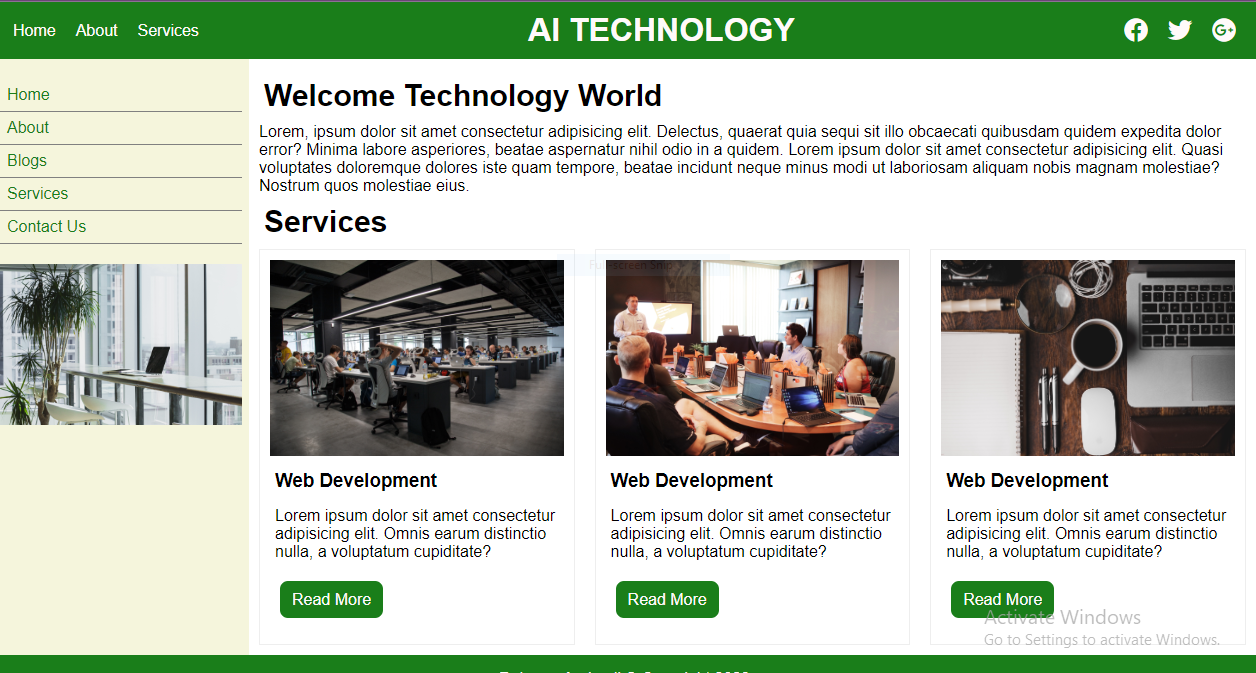 Home About Services
AI TECHNOLOGY
Home
About
Blogs
Services
Contact Us
Welcome Technology World
Lorem, ipsum dolor sit amet consectetur adipisicing elit. Delectus, quaerat quia sequi sit illo obcaecati quibusdam quidem expedita dolor
error? Minima labore asperiores, beatae aspernatur nihil odio in a quidem. Lorem ipsum dolor sit amet consectetur adipisicing elit. Quasi
voluptates doloremque dolores iste quam tempore, beatae incidunt neque minus modi ut laboriosam aliquam nobis magnam molestiae?
Nostrum quos molestiae eius.
Services
Full-screen Snip
Web Development
Lorem ipsum dolor sit amet consectetur
adipisicing elit. Omnis earum distinctio
nulla, a voluptatum cupiditate?
Read More
Web Development
Lorem ipsum dolor sit amet consectetur
adipisicing elit. Omnis earum distinctio
nulla, a voluptatum cupiditate?
Read More
Web Development
Lorem ipsum dolor sit amet consectetur
adipisicing elit. Omnis earum distinctio
nulla, a voluptatum cupiditate?
Read More
Activate Windows
Go to Settings to activate Windows.